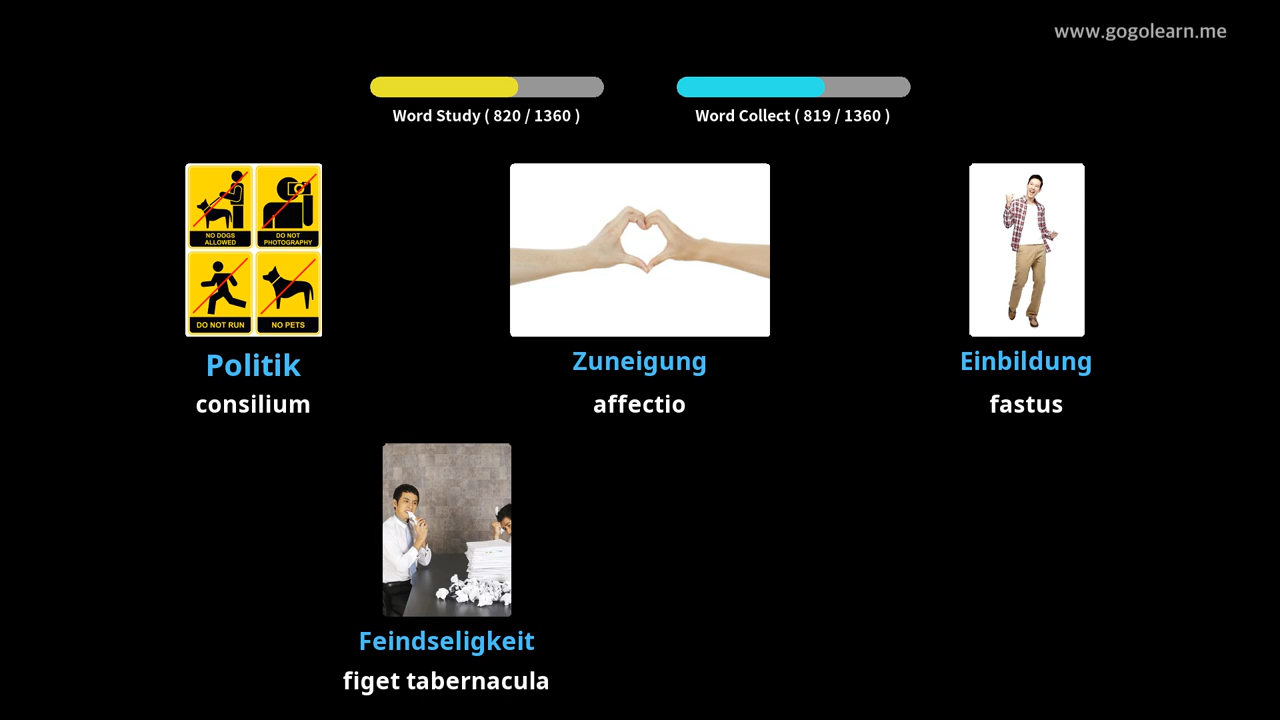 www.gogolearn.me
Word Study ( 820 / 1360 )
Word Collect ( 819 / 1360 )
NO DOGS
ALLOWED
DO NOT
PHOTOGRAPHY
DO NOT RUN
NO PETS
Politik
consilium
Zuneigung
affectio
Einbildung
fastus
Feindseligkeit
figet tabernacula